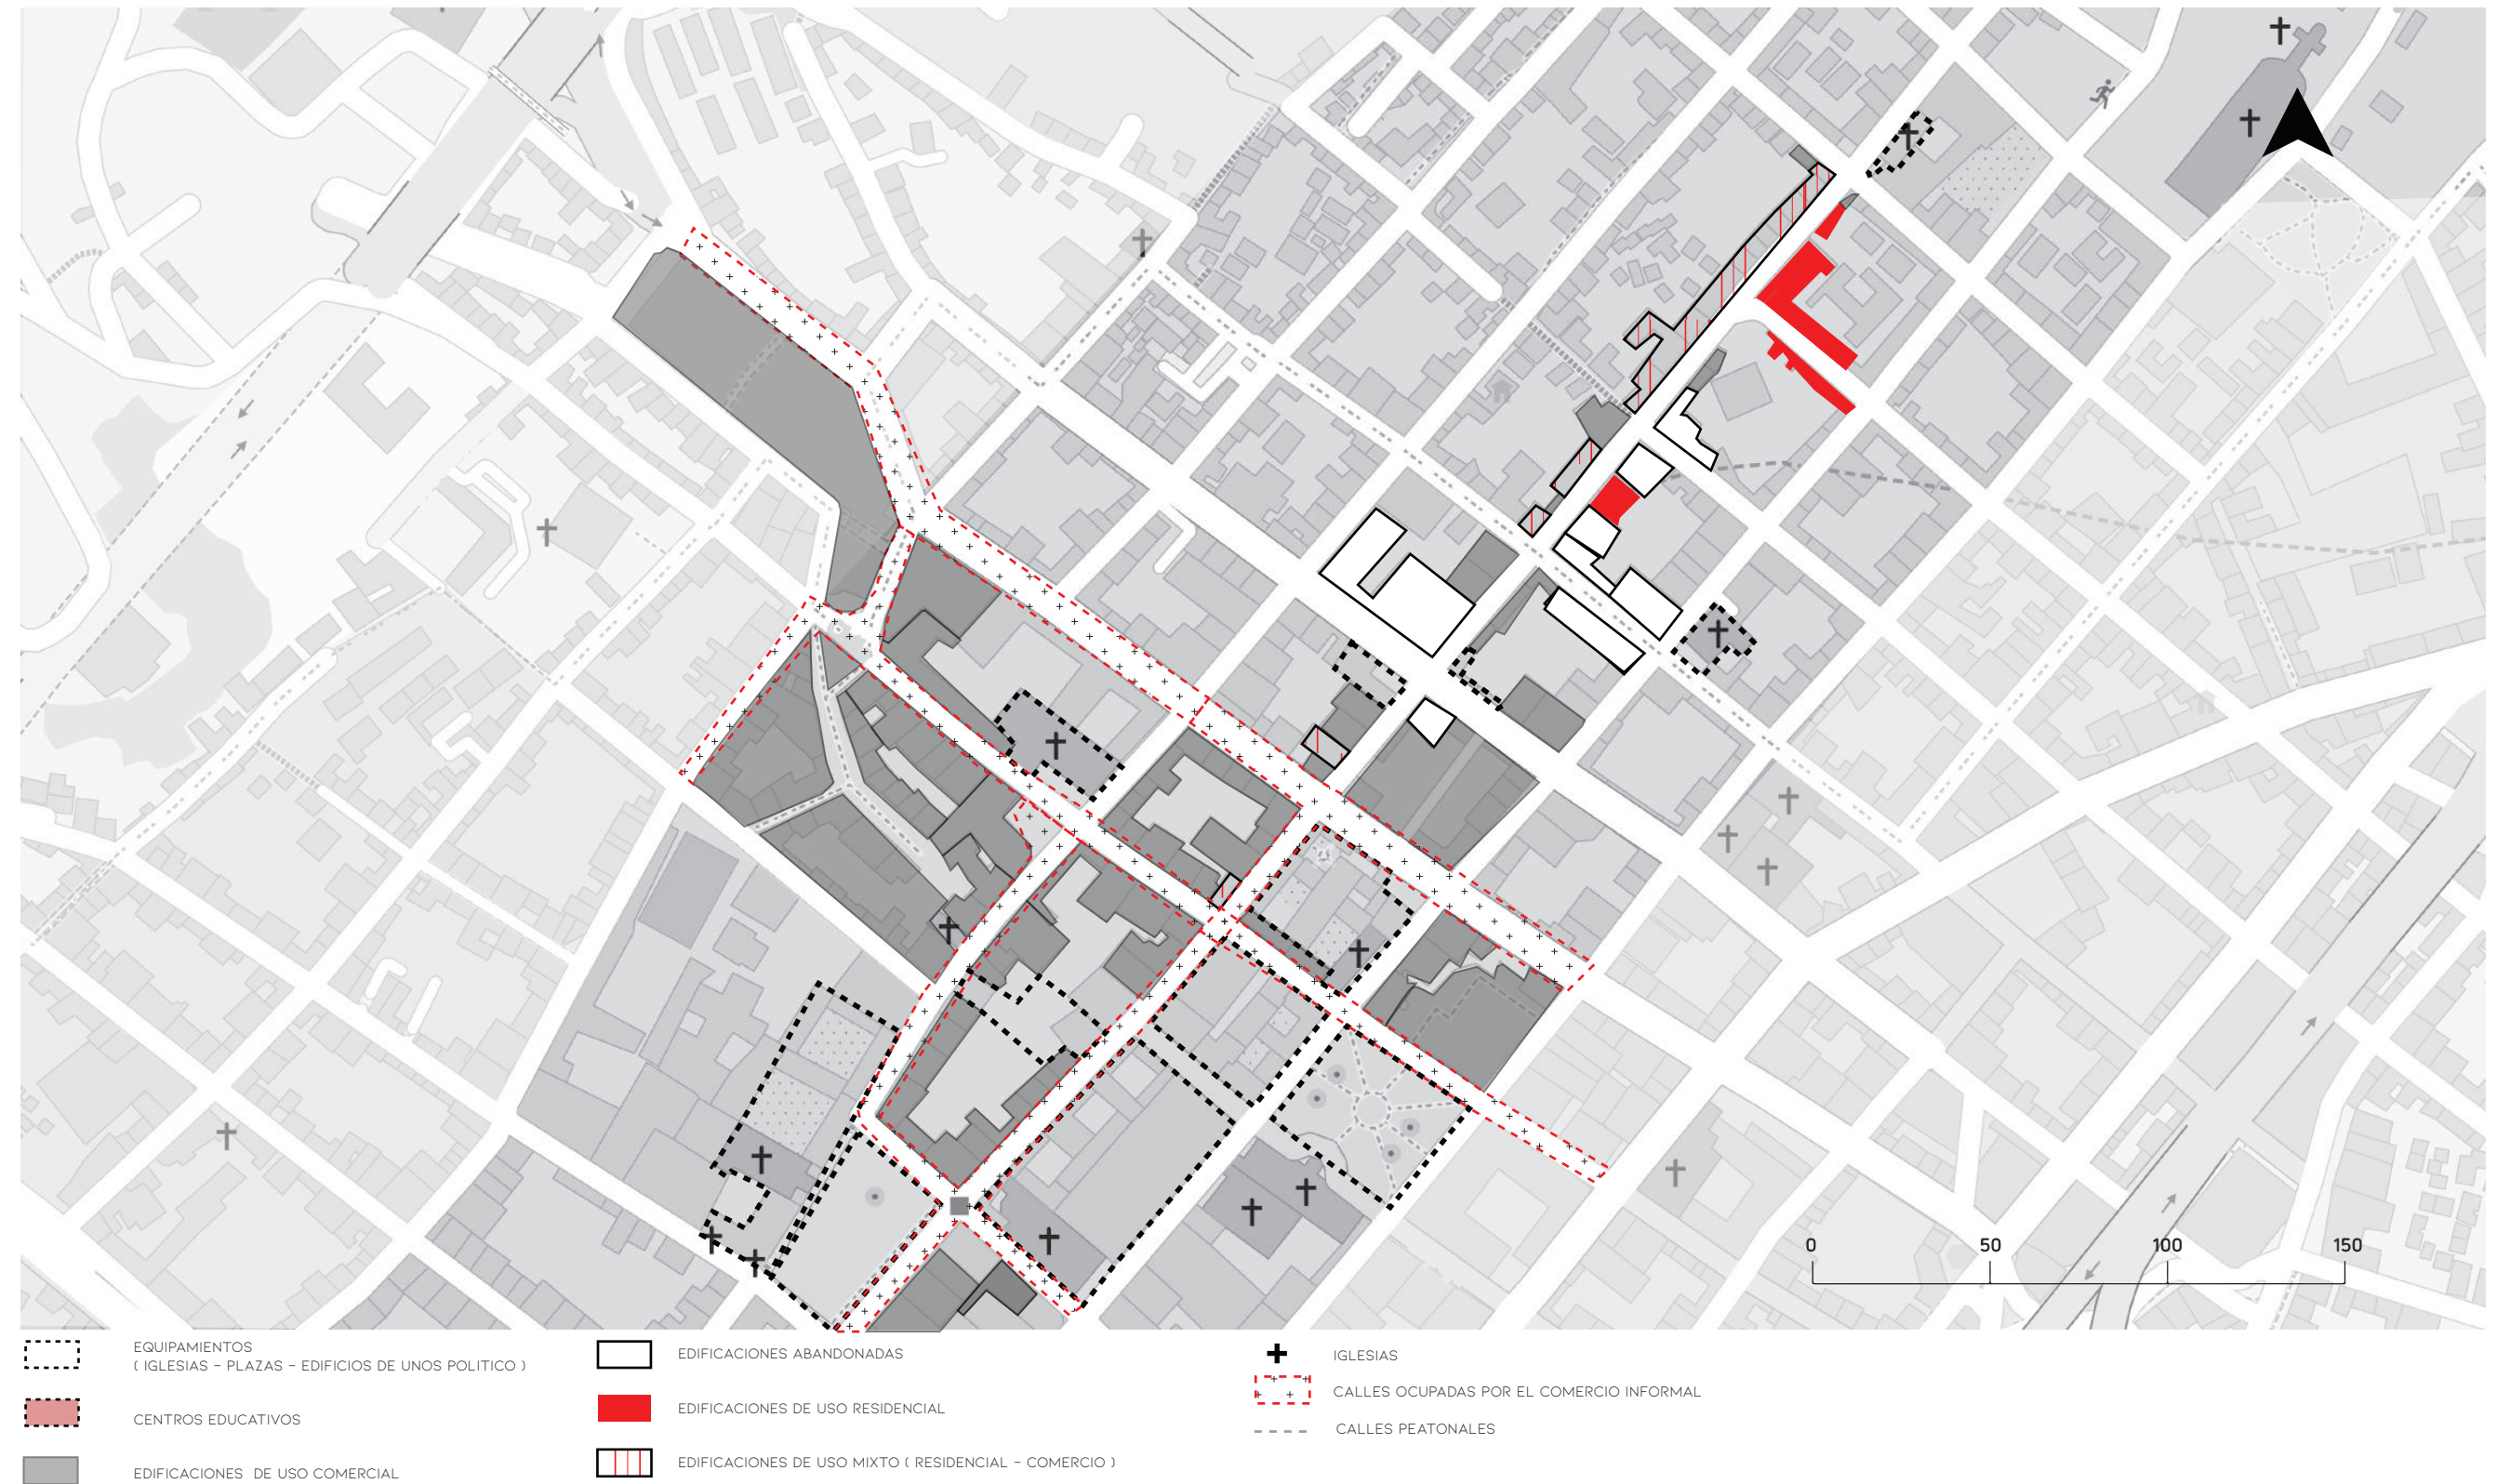 0 50 100 150
EQUIPAMIENTOS
( IGLESIAS - PLAZAS - EDIFICIOS DE UNOS POLITICO )
CENTROS EDUCATIVOS
EDIFICACIONES DE USO COMERCIAL
EDIFICACIONES ABANDONADAS
EDIFICACIONES DE USO RESIDENCIAL
EDIFICACIONES DE USO MIXTO ( RESIDENCIAL - COMERCIO )
IGLESIAS
CALLES OCUPADAS POR EL COMERCIO INFORMAL
CALLES PEATONALES